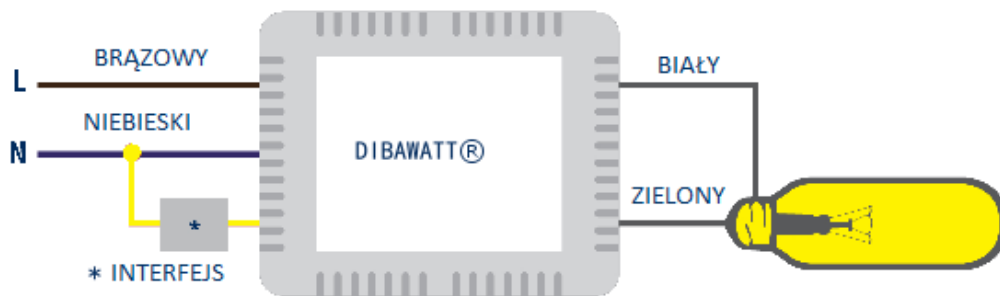 BRĄZOWY
L
NIEBIESKI
N
*
* INTERFEJS
DIBAWATT®
BIAŁY
ZIELONY